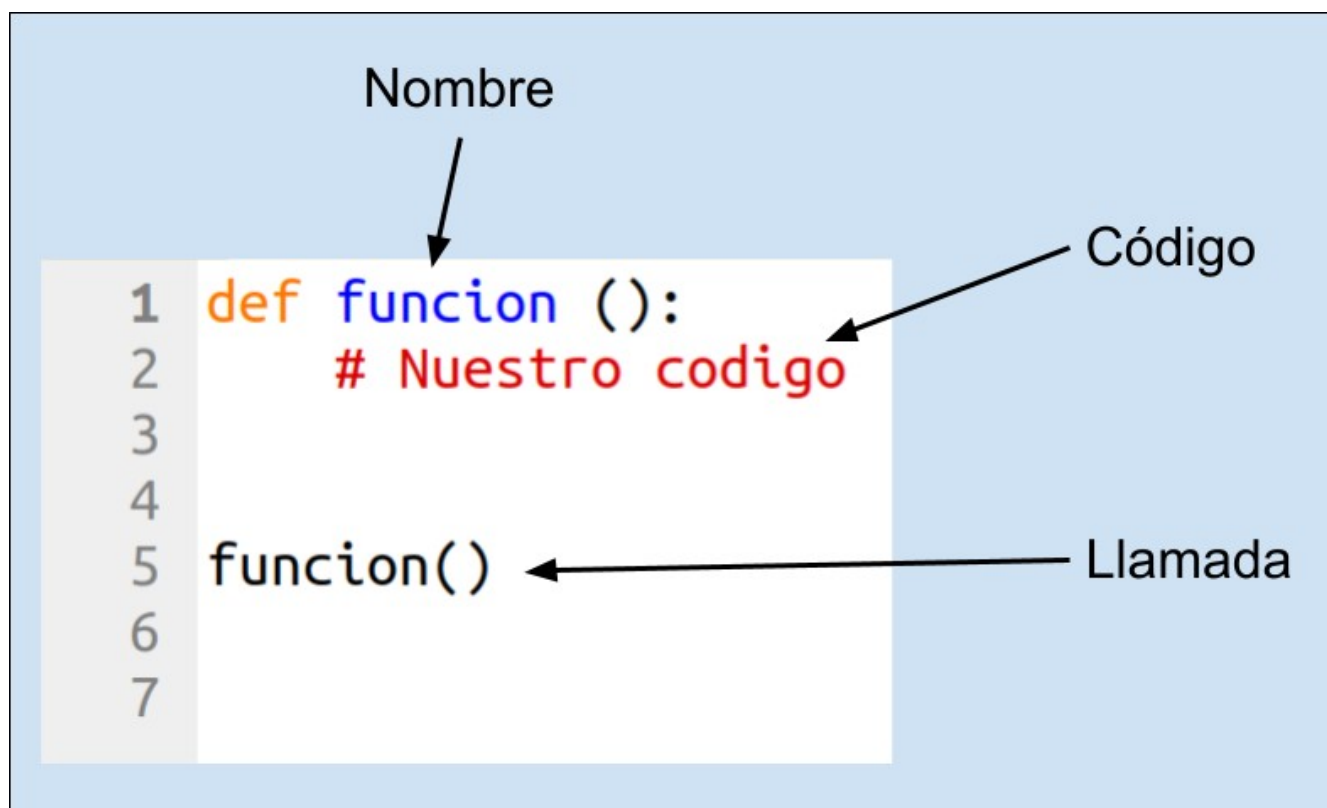 Nombre
Código
1 def funcion ():
2 # Nuestro codigo
3
4
5 funcion()
Llamada
6
7